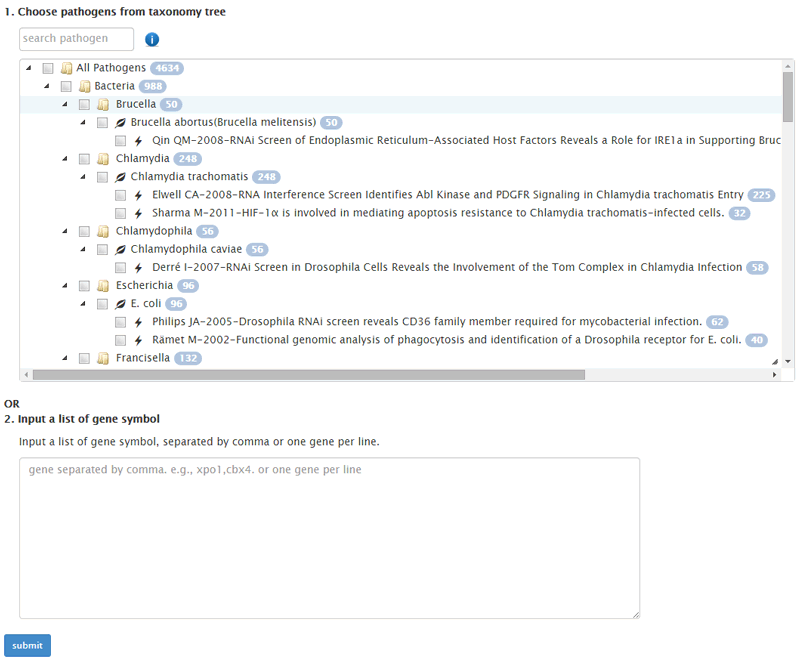 1. Choose pathogens from taxonomy tree
search pathogen
i
All Pathogens 4634
Bacteria 988
Brucella 50
Brucella abortus(Brucella melitensis) 50
Qin QM-2008-RNAi Screen of Endoplasmic Reticulum-Associated Host Factors Reveals a Role for IRE1a in Supporting Bruc
Chlamydia 248
Chlamydia trachomatis 248
Elwell CA-2008-RNA Interference Screen Identifies Abl Kinase and PDGFR Signaling in Chlamydia trachomatis Entry 225
Sharma M-2011-HIF-1α is involved in mediating apoptosis resistance to Chlamydia trachomatis-infected cells. 32
Chlamydophila 56
Chlamydophila caviae 56
Derré I-2007-RNAi Screen in Drosophila Cells Reveals the Involvement of the Tom Complex in Chlamydia Infection 58
Escherichia 96
E. coli 96
Philips JA-2005-Drosophila RNAi screen reveals CD36 family member required for mycobacterial infection. 62
Rämet M-2002-Functional genomic analysis of phagocytosis and identification of a Drosophila receptor for E. coli. 40
Francisella 132
OR
2. Input a list of gene symbol
Input a list of gene symbol, separated by comma or one gene per line.
gene separated by comma. e.g., xpo1,cbx4. or one gene per line
submit